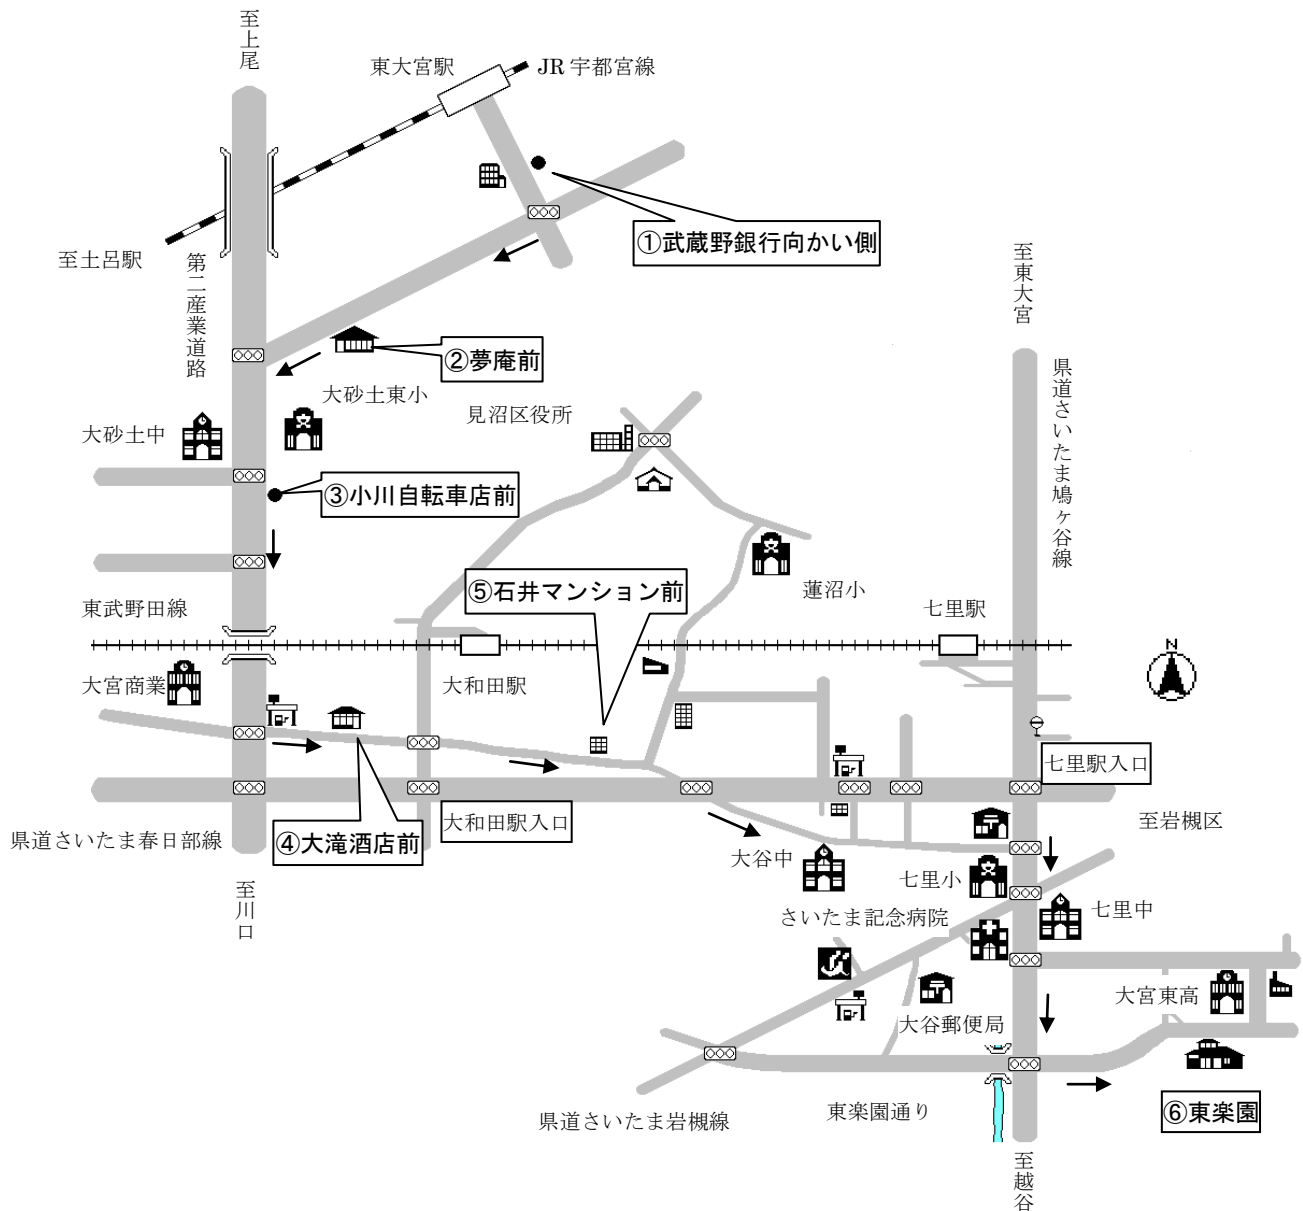 至上尾
東大宮駅
JR 宇都宮線
①武蔵野銀行向かい側
至土呂駅
第二産業道路
至東大宮
②夢庵前
大砂土東小
見沼区役所
大砂土中
県道さいたま鳩ヶ谷線
③小川自転車店前
⑤石井マンション前
蓮沼小
東武野田線
七里駅
N
大宮商業
大和田駅
七里駅入口
県道さいたま春日部線
④大滝酒店前
大和田駅入口
至岩槻区
大谷中
七里小
至川口
さいたま記念病院
七里中
大宮東高
大谷郵便局
東楽園通り
⑥東楽園
県道さいたま岩槻線
至越谷